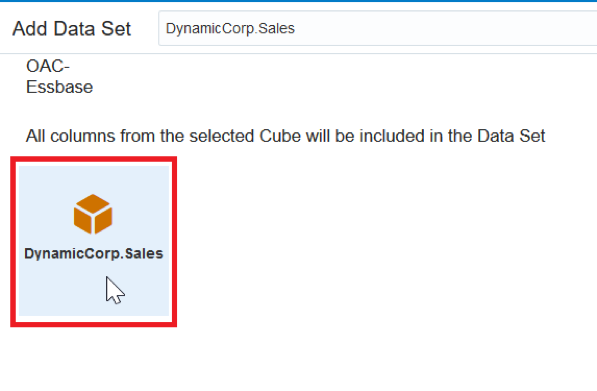 Add Data Set
DynamicCorp.Sales
OAC-
Essbase
All columns from the selected Cube will be included in the Data Set
DynamicCorp.Sales